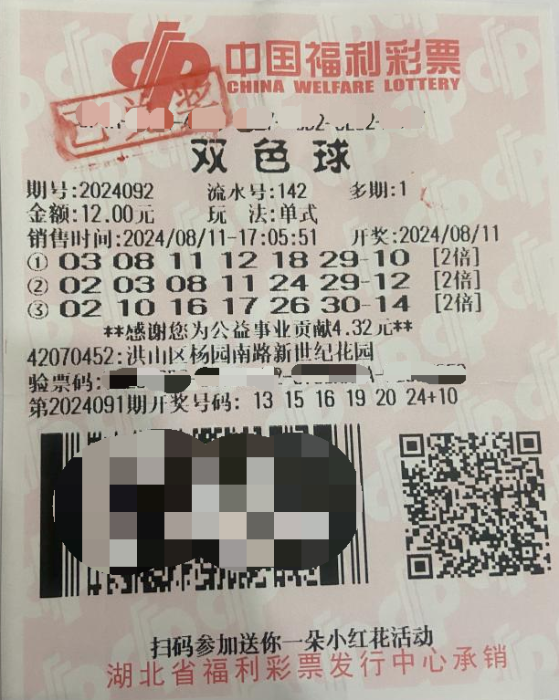 中国福利彩票
CHINA WELFARE LOTTERY
已兑奖
双色球
期号:2024092 流水号:142 多期:1
金额:12.00元 玩 法:单式
销售时间:2024/08/11-17:05:51 开奖:2024/08/11
① 03 08 11 12 18 29-10 [2倍]
② 02 03 08 11 24 29-12 [2倍]
③ 02 10 16 17 26 30-14 [2倍]
**感谢您为公益事业贡献4.32元**
42070452:洪山区杨园南路新世纪花园
验票码:
第2024091期开奖号码: 13 15 16 19 20 24+10
扫码参加送你一朵小红花活动
湖北省福利彩票发行中心承销